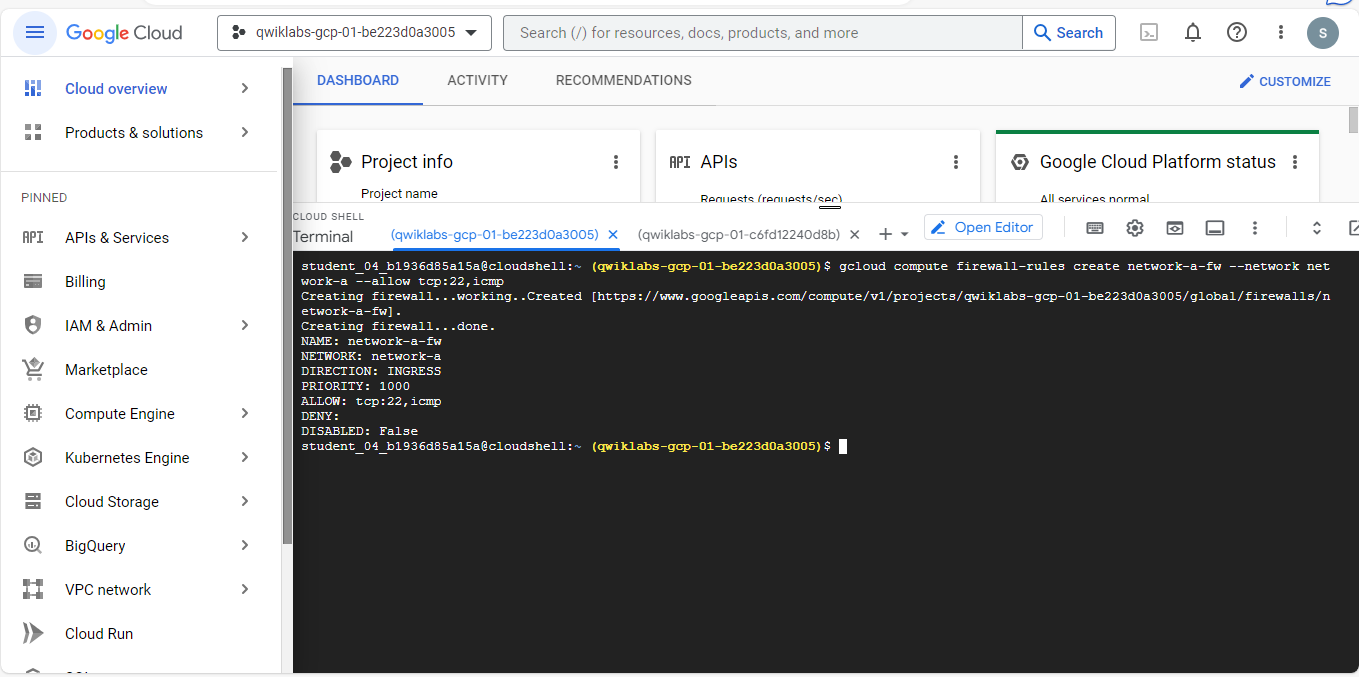 Google Cloud
qwiklabs-gcp-01-be223d0a3005
Search (/) for resources, docs, products, and more
Search
S
Cloud overview
Products & solutions
PINNED
API APIs & Services
Billing
IAM & Admin
Marketplace
Compute Engine
Kubernetes Engine
Cloud Storage
BigQuery
VPC network
Cloud Run
DASHBOARD
ACTIVITY
RECOMMENDATIONS
CUSTOMIZE
Project info
Project name
API APIs
Requests (requests/sec)
Google Cloud Platform status
All services normal
CLOUD SHELL
Terminal
(qwiklabs-gcp-01-be223d0a3005)
(qwiklabs-gcp-01-c6fd12240d8b)
Open Editor
student_04_b1936d85a15a@cloudshell:~ (qwiklabs-gcp-01-be223d0a3005)$ gcloud compute firewall-rules create network-a-fw --network net
work-a --allow tcp:22,icmp
Creating firewall...working..Created [https://www.googleapis.com/compute/v1/projects/qwiklabs-gcp-01-be223d0a3005/global/firewalls/n
etwork-a-fw].
Creating firewall...done.
NAME: network-a-fw
NETWORK: network-a
DIRECTION: INGRESS
PRIORITY: 1000
ALLOW: tcp:22,icmp
DENY:
DISABLED: False
student_04_b1936d85a15a@cloudshell:~ (qwiklabs-gcp-01-be223d0a3005)$